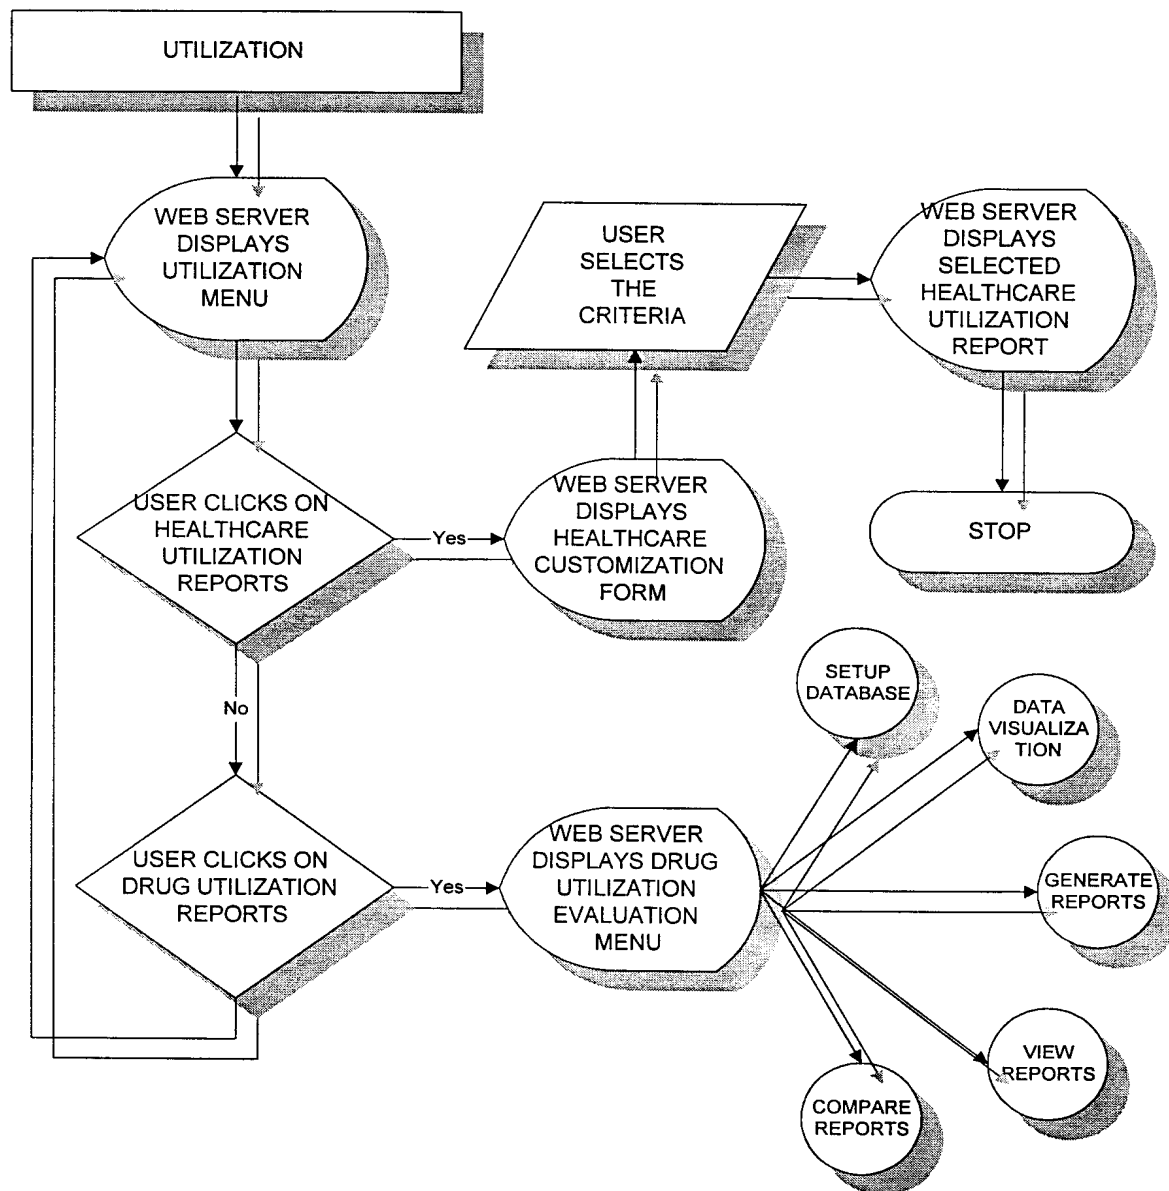 UTILIZATION
WEB SERVER
DISPLAYS
UTILIZATION
MENU
USER
SELECTS
THE
CRITERIA
WEB SERVER
DISPLAYS
SELECTED
HEALTHCARE
UTILIZATION
REPORT
USER CLICKS ON
HEALTHCARE
UTILIZATION
REPORTS
Yes
WEB SERVER
DISPLAYS
HEALTHCARE
CUSTOMIZATION
FORM
STOP
No
SETUP
DATABASE
DATA
VISUALIZA
TION
USER CLICKS ON
DRUG UTILIZATION
REPORTS
Yes
WEB SERVER
DISPLAYS DRUG
UTILIZATION
EVALUATION
MENU
GENERATE
REPORTS
VIEW
REPORTS
COMPARE
REPORTS